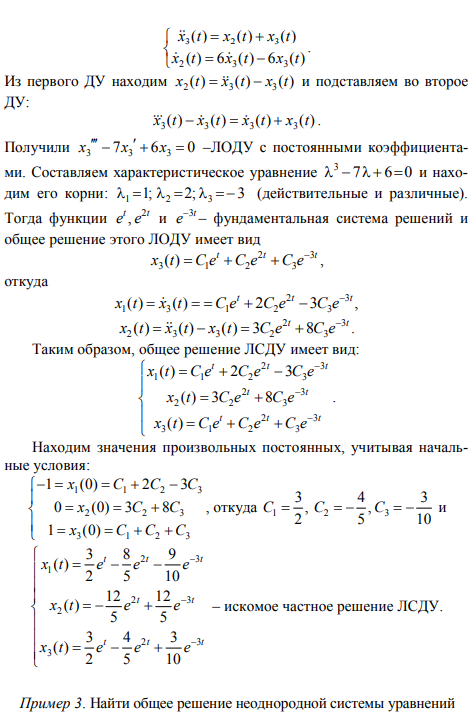 { ẍ₃(t) = x₂(t) + x₃(t)
ẋ₂(t) = 6ẋ₃(t) − 6x₃(t) .
Из первого ДУ находим x₂(t) = ẍ₃(t) − x₃(t) и подставляем во второе
ДУ:
ẍ₃(t) − ẋ₃(t) = ẋ₃(t) + x₃(t) .
Получили x₃‴ − 7x₃′ + 6x₃ = 0 –ЛОДУ с постоянными коэффициента-
ми. Составляем характеристическое уравнение λ³ − 7λ + 6 = 0 и нахо-
дим его корни: λ₁ = 1; λ₂ = 2; λ₃ = − 3 (действительные и различные).
Тогда функции eᵗ , e²ᵗ и e⁻³ᵗ – фундаментальная система решений и
общее решение этого ЛОДУ имеет вид
x₃(t) = C₁eᵗ + C₂e²ᵗ + C₃e⁻³ᵗ ,
откуда
x₁(t) = ẋ₃(t) = = C₁eᵗ + 2C₂e²ᵗ − 3C₃e⁻³ᵗ ,
x₂(t) = ẍ₃(t) − x₃(t) = 3C₂e²ᵗ + 8C₃e⁻³ᵗ .
Таким образом, общее решение ЛСДУ имеет вид:
{ x₁(t) = C₁eᵗ + 2C₂e²ᵗ − 3C₃e⁻³ᵗ
x₂(t) = 3C₂e²ᵗ + 8C₃e⁻³ᵗ .
x₃(t) = C₁eᵗ + C₂e²ᵗ + C₃e⁻³ᵗ
Находим значения произвольных постоянных, учитывая началь-
ные условия:
{ −1 = x₁(0) = C₁ + 2C₂ − 3C₃
0 = x₂(0) = 3C₂ + 8C₃ , откуда C₁ = 3/2 , C₂ = − 4/5 , C₃ = − 3/10 и
1 = x₃(0) = C₁ + C₂ + C₃
{ x₁(t) = 3/2 eᵗ − 8/5 e²ᵗ − 9/10 e⁻³ᵗ
x₂(t) = − 12/5 e²ᵗ + 12/5 e⁻³ᵗ – искомое частное решение ЛСДУ.
x₃(t) = 3/2 eᵗ − 4/5 e²ᵗ + 3/10 e⁻³ᵗ
Пример 3. Найти общее решение неоднородной системы уравнений